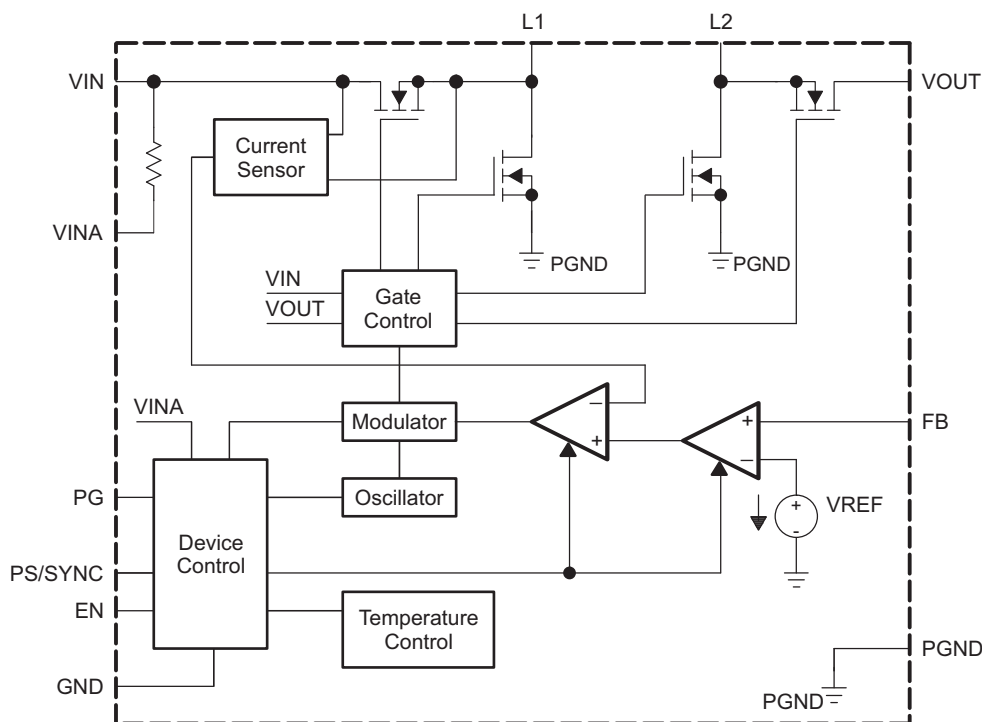 L1
L2
VIN
VOUT
Current
Sensor
VINA
PGND
PGND
VIN
VOUT
Gate
Control
VINA
Modulator
−
+
+
−
FB
PG
Oscillator
+
-
VREF
Device
Control
PS/SYNC
EN
Temperature
Control
PGND
GND
PGND